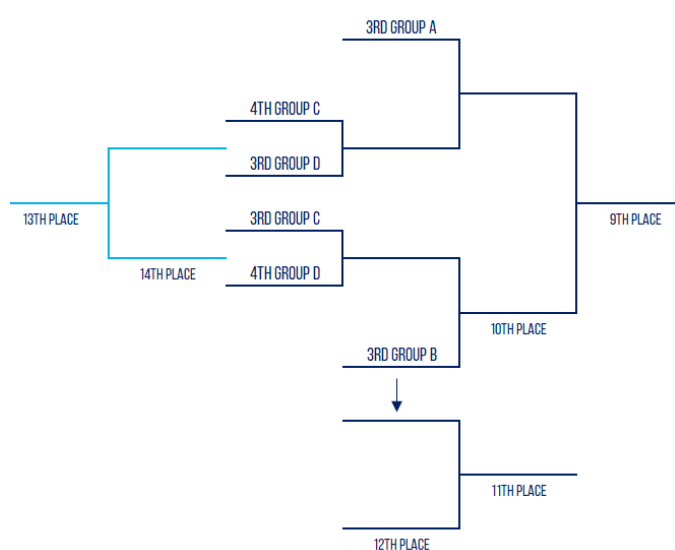 3RD GROUP A
4TH GROUP C
3RD GROUP D
13TH PLACE
3RD GROUP C
9TH PLACE
14TH PLACE
4TH GROUP D
10TH PLACE
3RD GROUP B
11TH PLACE
12TH PLACE